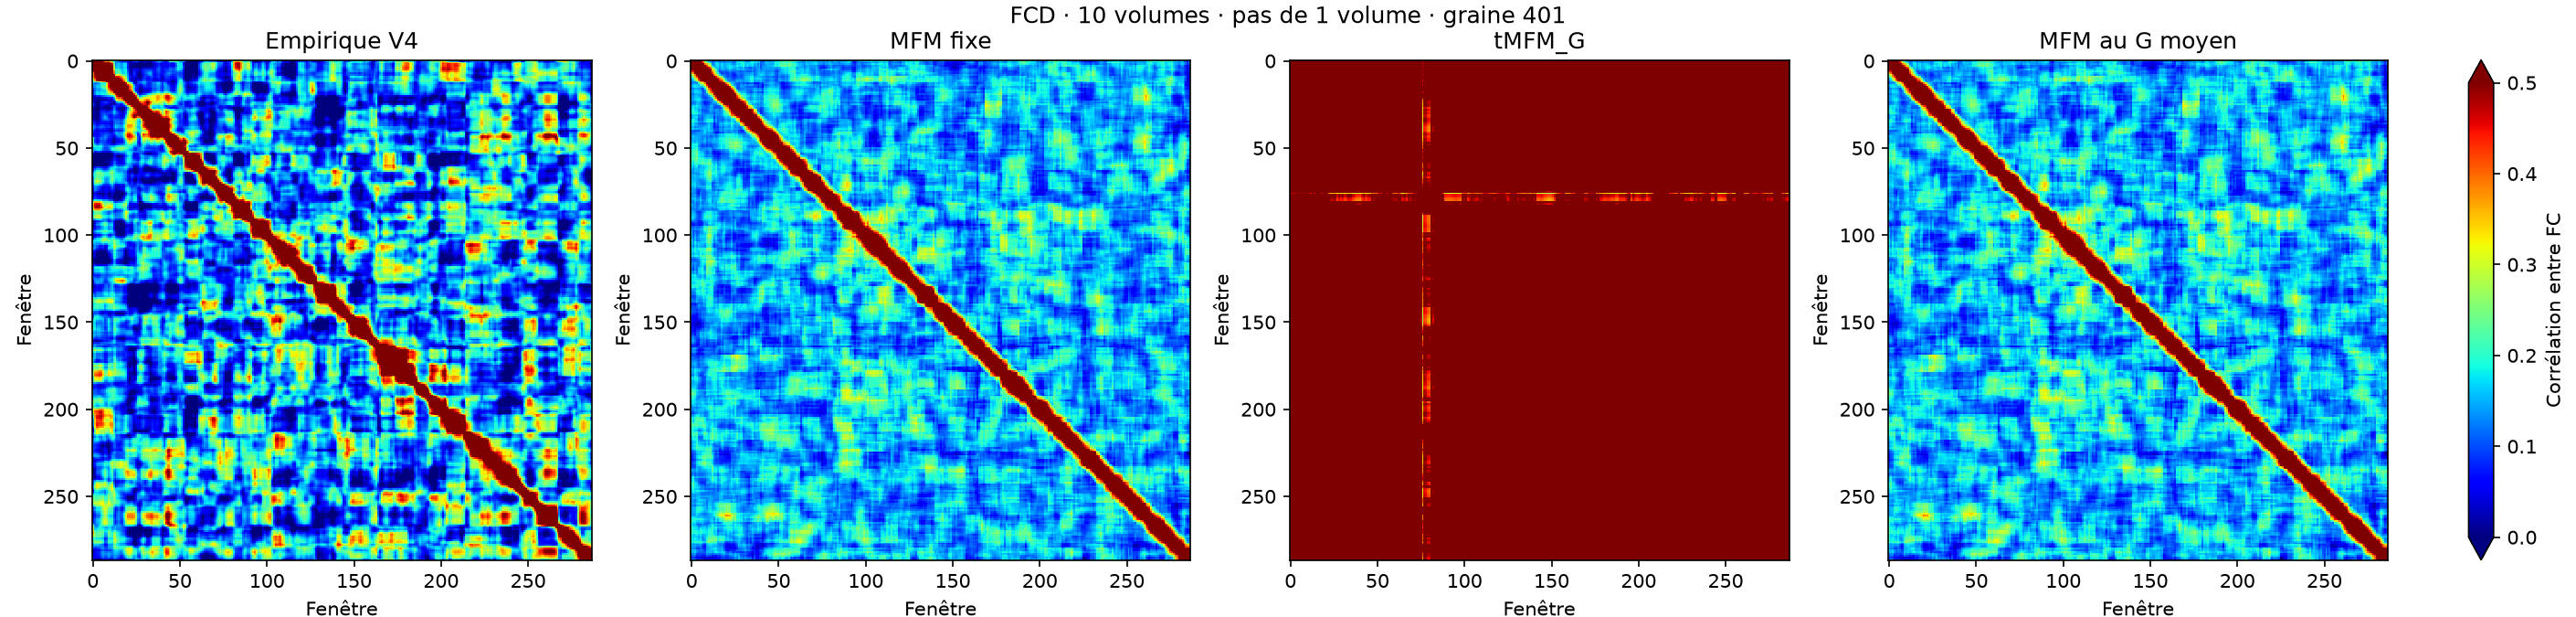 FCD · 10 volumes · pas de 1 volume · graine 401
Empirique V4
MFM fixe
tMFM_G
MFM au G moyen
0
50
100
150
200
250
Fenêtre
0 50 100 150 200 250
Fenêtre
0
50
100
150
200
250
Fenêtre
0 50 100 150 200 250
Fenêtre
0
50
100
150
200
250
Fenêtre
0 50 100 150 200 250
Fenêtre
0
50
100
150
200
250
Fenêtre
0 50 100 150 200 250
Fenêtre
0.5
0.4
0.3
0.2
0.1
0.0
Corrélation entre FC